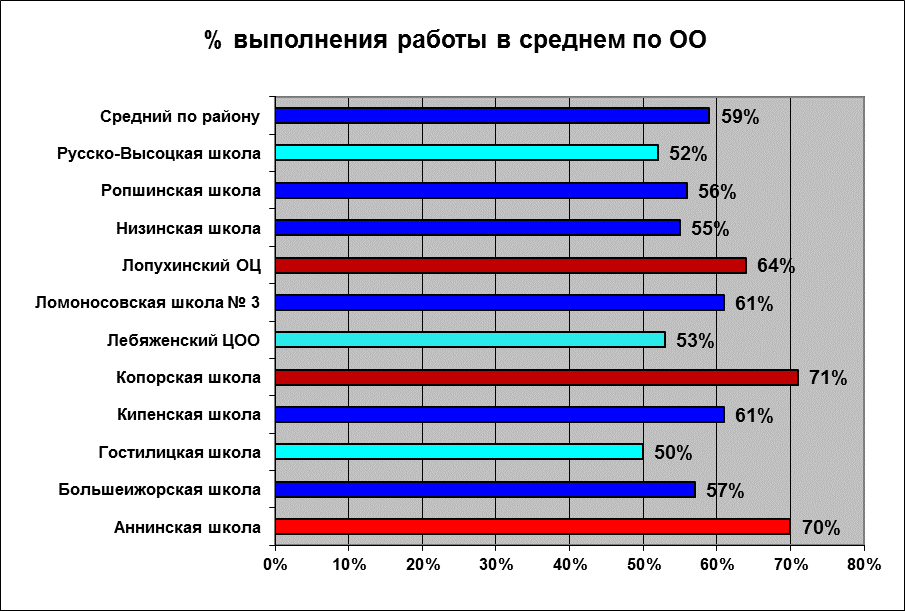 % выполнения работы в среднем по ОО
Средний по району 59%
Русско-Высоцкая школа 52%
Ропшинская школа 56%
Низинская школа 55%
Лопухинский ОЦ 64%
Ломоносовская школа № 3 61%
Лебяженский ЦОО 53%
Копорская школа 71%
Кипенская школа 61%
Гостилицкая школа 50%
Большеижорская школа 57%
Аннинская школа 70%
0% 10% 20% 30% 40% 50% 60% 70% 80%